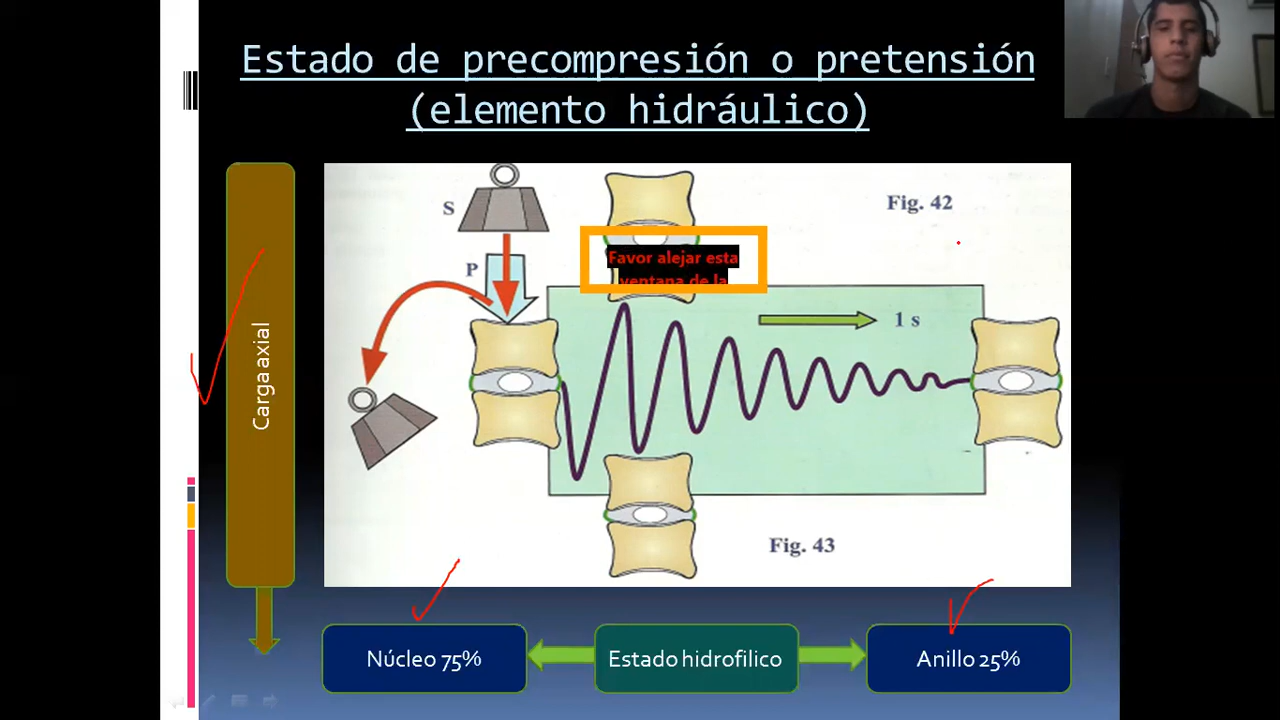 Estado de precompresión o pretensión
(elemento hidráulico)
Carga axial
S
P
Fig. 42
Favor alejar esta
ventana de la
1 s
Fig. 43
Núcleo 75%
Estado hidrofilico
Anillo 25%